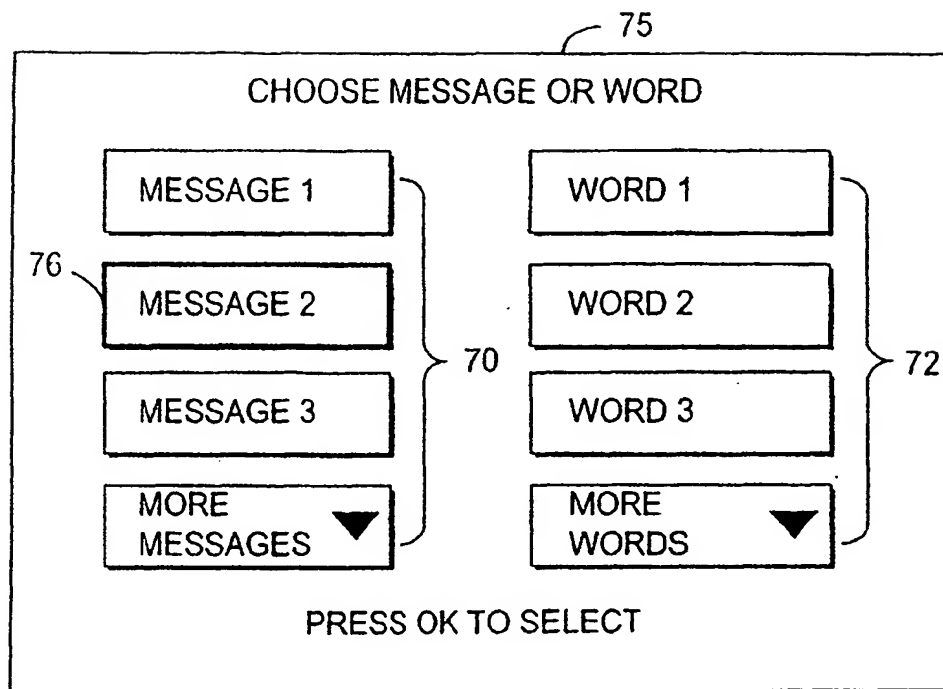 75
CHOOSE MESSAGE OR WORD
MESSAGE 1
76
MESSAGE 2
MESSAGE 3
MORE
MESSAGES
70
WORD 1
WORD 2
WORD 3
MORE
WORDS
72
PRESS OK TO SELECT